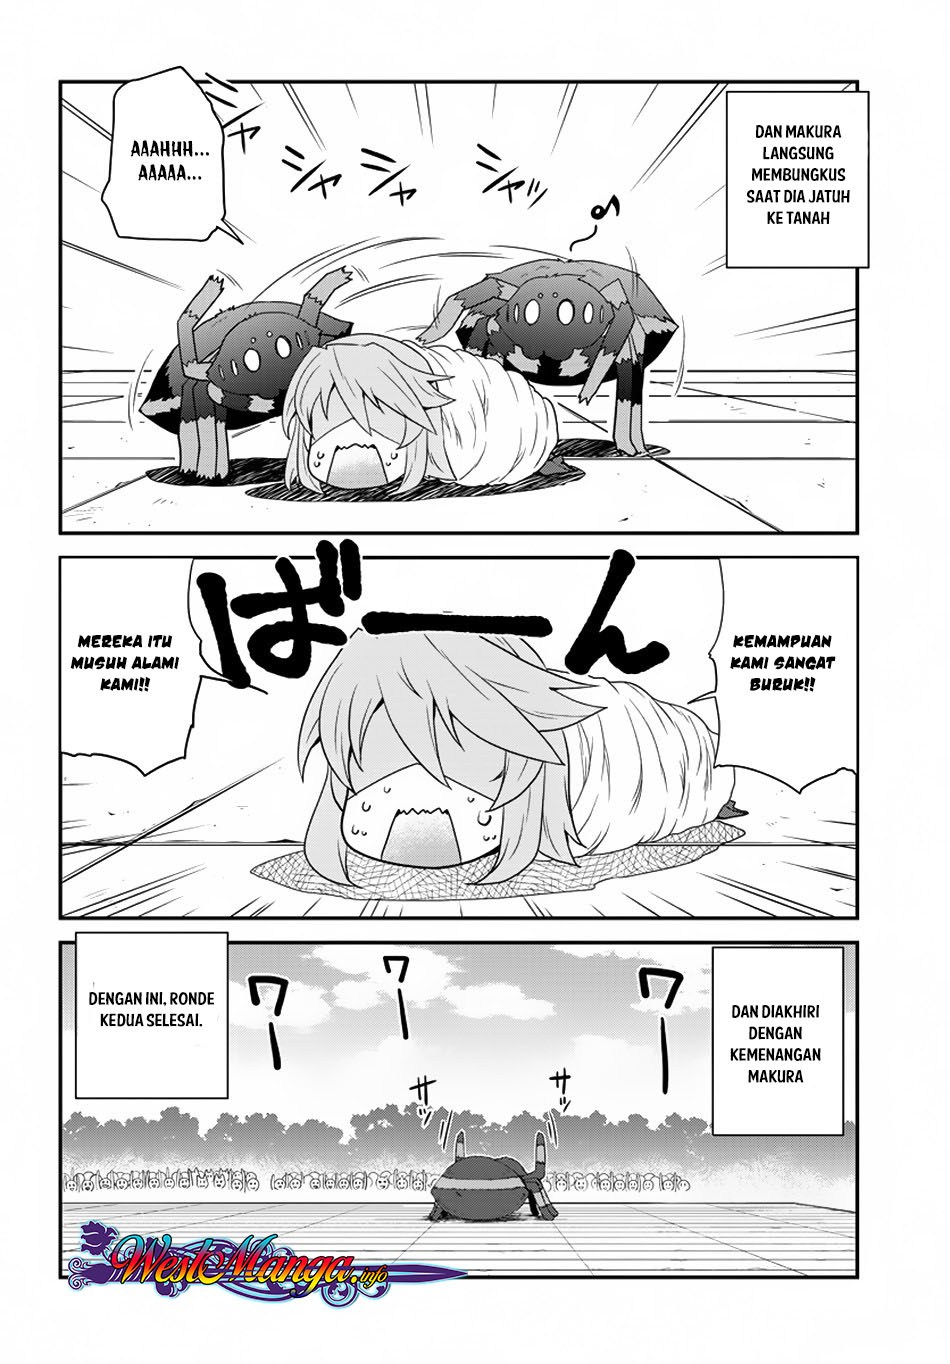 DAN MAKURA
LANGSUNG
MEMBUNGKUS
SAAT DIA JATUH
KE TANAH
AAAHHH...
AAAAA...
シャ
シャ
シャ
シャッ
ばーん
KEMAMPUAN
KAMI SANGAT
BURUK!!
MEREKA ITU
MUSUH ALAMI
KAMI!!
DAN DIAKHIRI
DENGAN
KEMENANGAN
MAKURA
DENGAN INI, RONDE
KEDUA SELESAI.
ワー
ワー
ワー
サッ
サッ
WestManga.info